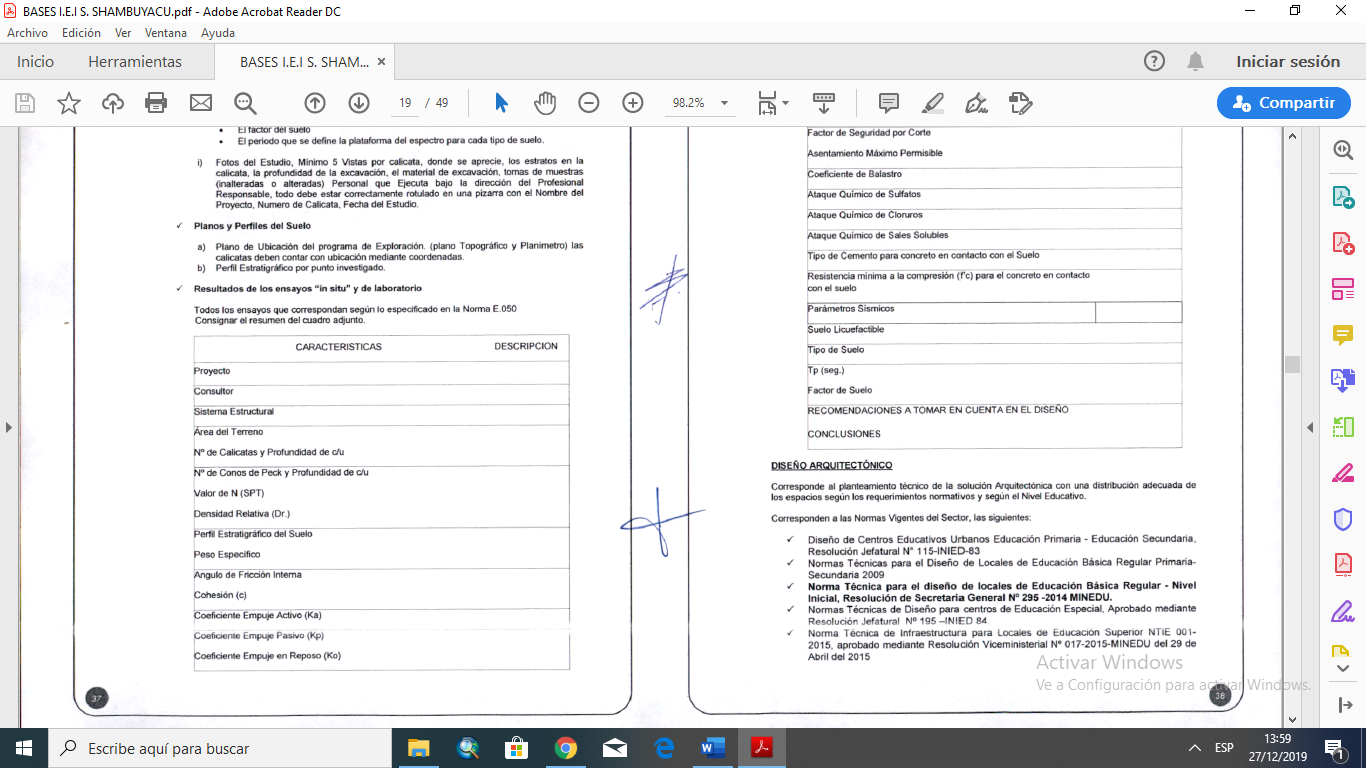 BASES I.E.I S. SHAMBUYACU.pdf - Adobe Acrobat Reader DC
Archivo Edición Ver Ventana Ayuda
Inicio Herramientas BASES I.E.I S. SHAM... × Iniciar sesión
19 / 49 98.2% Compartir
• El factor del suelo
• El periodo que se define la plataforma del espectro para cada tipo de suelo.
i) Fotos del Estudio, Mínimo 5 Vistas por calicata, donde se aprecie, los estratos en la
calicata, la profundidad de la excavación, el material de excavación, tomas de muestras
(inalteradas o alteradas) Personal que Ejecuta bajo la dirección del Profesional
Responsable, todo debe estar correctamente rotulado en una pizarra con el Nombre del
Proyecto, Numero de Calicata, Fecha del Estudio.
✓ Planos y Perfiles del Suelo
a) Plano de Ubicación del programa de Exploración. (plano Topográfico y Planimetro) las
calicatas deben contar con ubicación mediante coordenadas.
b) Perfil Estratigráfico por punto investigado.
✓ Resultados de los ensayos "in situ" y de laboratorio
Todos los ensayos que correspondan según lo especificado en la Norma E.050
Consignar el resumen del cuadro adjunto.
CARACTERISTICAS DESCRIPCION
Proyecto
Consultor
Sistema Estructural
Área del Terreno
Nº de Calicatas y Profundidad de c/u
Nº de Conos de Peck y Profundidad de c/u
Valor de N (SPT)
Densidad Relativa (Dr.)
Perfil Estratigráfico del Suelo
Peso Especifico
Angulo de Fricción Interna
Cohesión (c)
Coeficiente Empuje Activo (Ka)
Coeficiente Empuje Pasivo (Kp)
Coeficiente Empuje en Reposo (Ko)
37
Factor de Seguridad por Corte
Asentamiento Máximo Permisible
Coeficiente de Balastro
Ataque Químico de Sulfatos
Ataque Químico de Cloruros
Ataque Químico de Sales Solubles
Tipo de Cemento para concreto en contacto con el Suelo
Resistencia mínima a la compresión (f'c) para el concreto en contacto
con el suelo
Parámetros Sísmicos
Suelo Licuefactible
Tipo de Suelo
Tp (seg.)
Factor de Suelo
RECOMENDACIONES A TOMAR EN CUENTA EN EL DISEÑO
CONCLUSIONES
DISEÑO ARQUITECTÓNICO
Corresponde al planteamiento técnico de la solución Arquitectónica con una distribución adecuada de
los espacios según los requerimientos normativos y según el Nivel Educativo.
Corresponden a las Normas Vigentes del Sector, las siguientes:
✓ Diseño de Centros Educativos Urbanos Educación Primaria - Educación Secundaria,
Resolución Jefatural N° 115-INIED-83
✓ Normas Técnicas para el Diseño de Locales de Educación Básica Regular Primaria-
Secundaria 2009
✓ Norma Técnica para el diseño de locales de Educación Básica Regular - Nivel
Inicial, Resolución de Secretaria General Nº 295 -2014 MINEDU.
✓ Normas Técnicas de Diseño para centros de Educación Especial, Aprobado mediante
Resolución Jefatural Nº 195 –INIED 84.
✓ Norma Técnica de Infraestructura para Locales de Educación Superior NTIE 001-
2015, aprobado mediante Resolución Viceministerial Nº 017-2015-MINEDU del 29 de
Abril del 2015
38
Activar Windows
Ve a Configuración para activar Windows.
Escribe aquí para buscar
ESP
13:59
27/12/2019
1